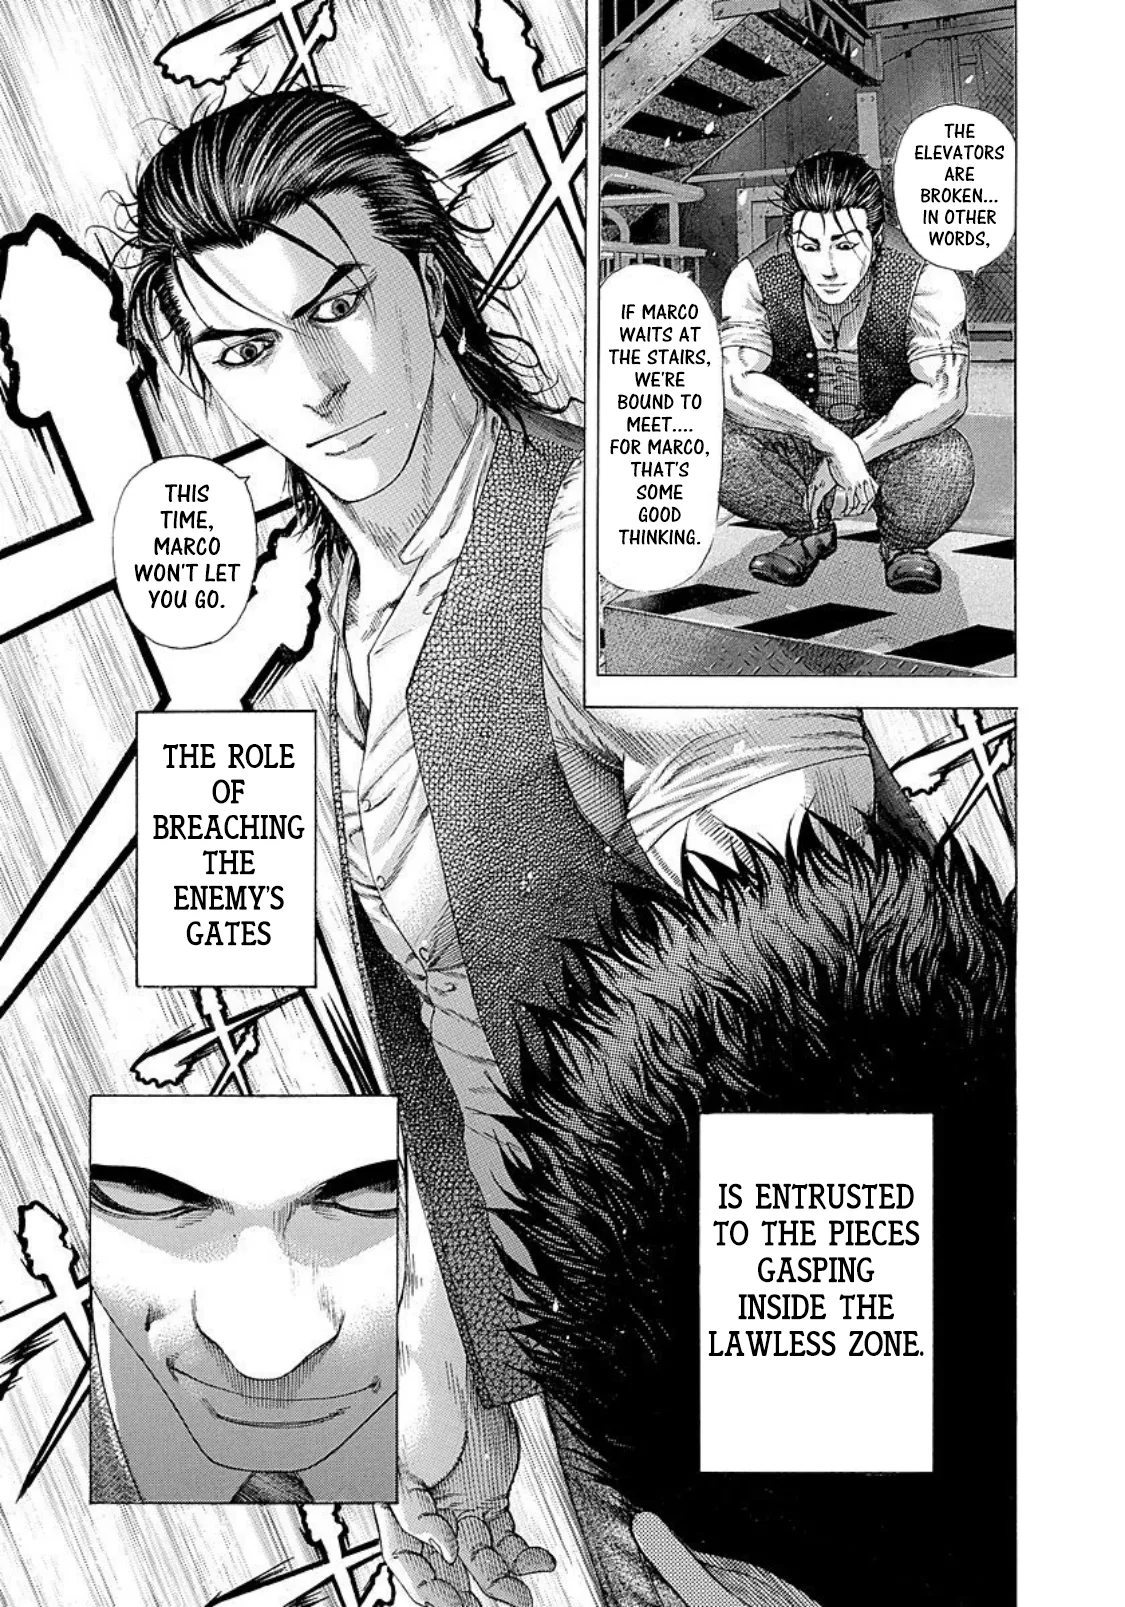 THE
ELEVATORS
ARE
BROKEN...
IN OTHER
WORDS,
IF MARCO
WAITS AT
THE STAIRS,
WE'RE
BOUND TO
MEET....
FOR MARCO,
THAT'S
SOME
GOOD
THINKING.
THIS
TIME,
MARCO
WON'T LET
YOU GO.
THE ROLE
OF
BREACHING
THE
ENEMY'S
GATES
IS ENTRUSTED
TO THE PIECES
GASPING
INSIDE THE
LAWLESS ZONE.